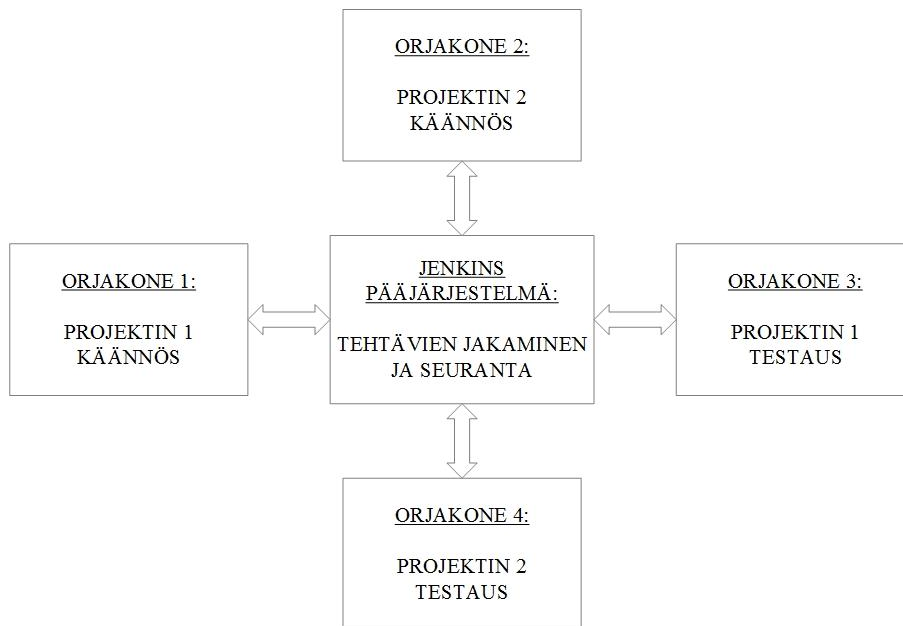 ORJAKONE 2:
PROJEKTIN 2
KÄÄNNÖS
ORJAKONE 1:
PROJEKTIN 1
KÄÄNNÖS
JENKINS
PÄÄJÄRJESTELMÄ:
TEHTÄVIEN JAKAMINEN
JA SEURANTA
ORJAKONE 3:
PROJEKTIN 1
TESTAUS
ORJAKONE 4:
PROJEKTIN 2
TESTAUS